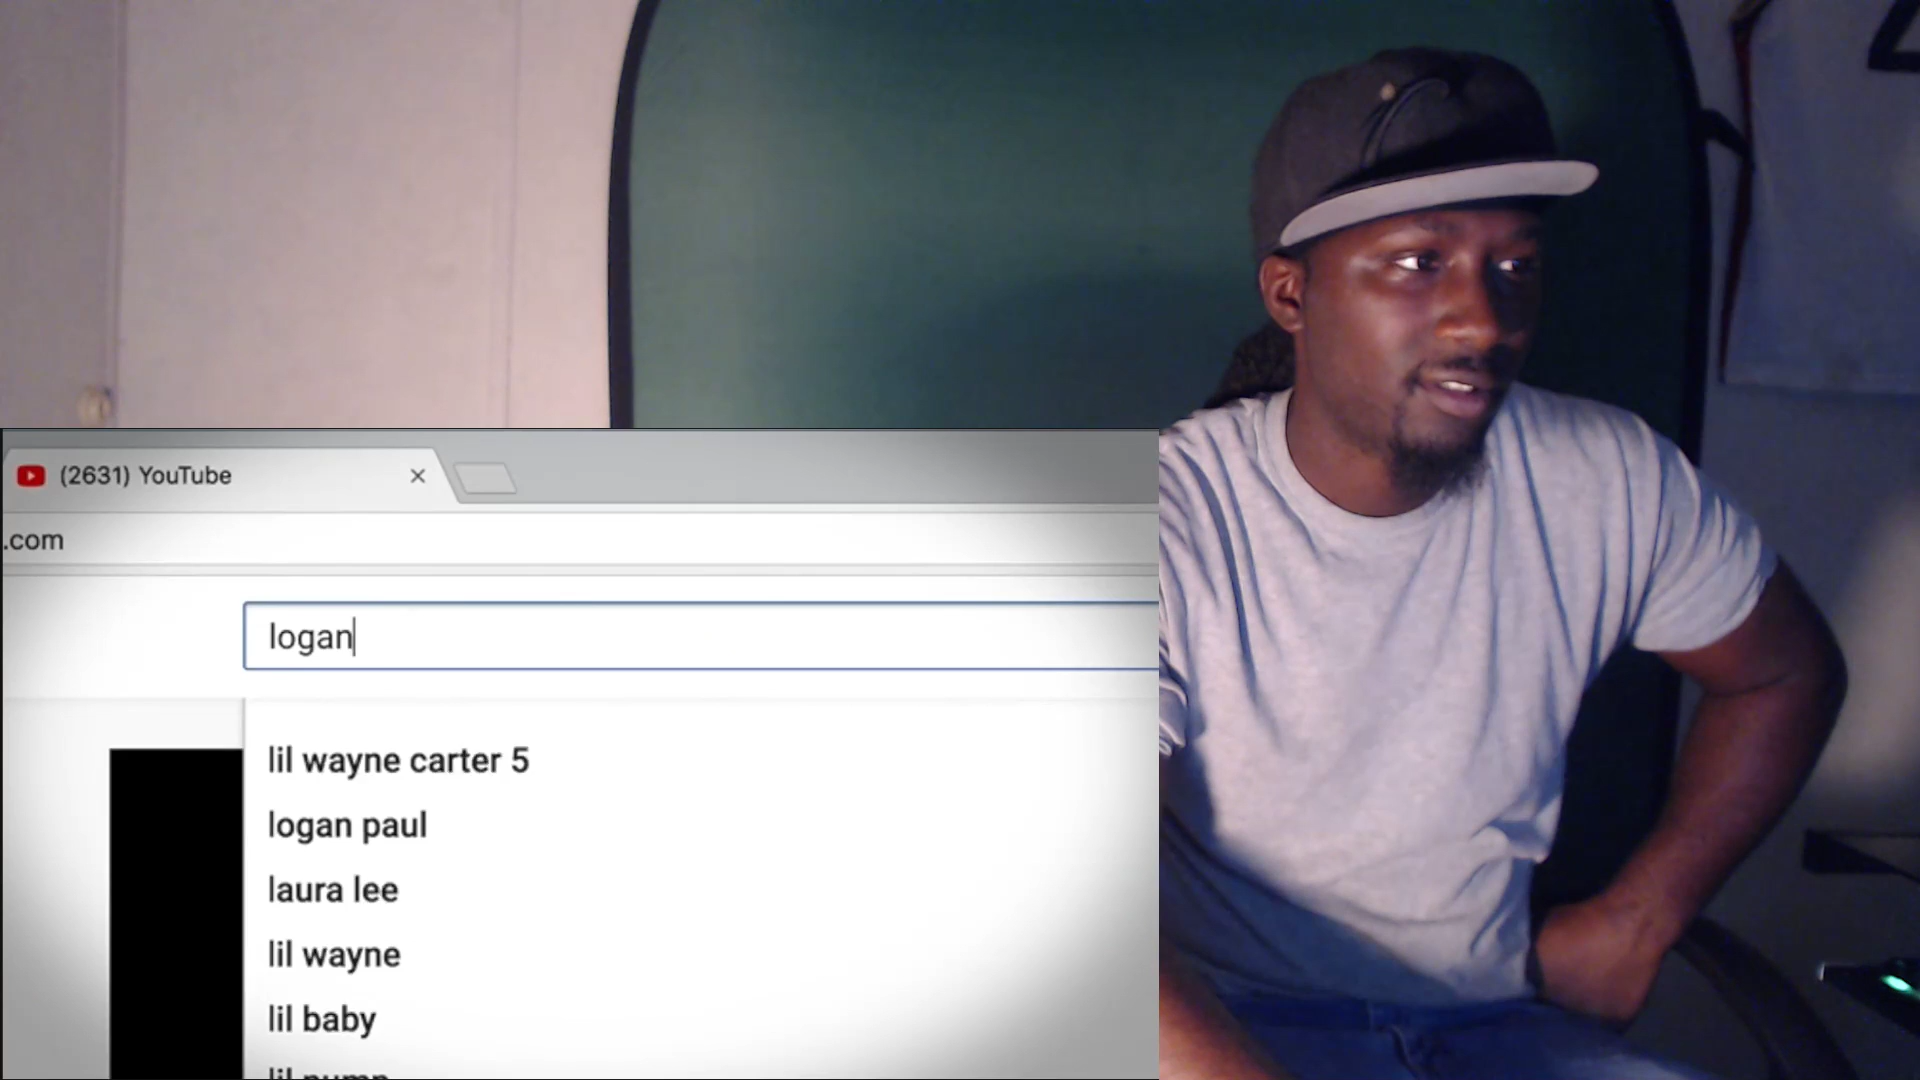 (2631) YouTube
.com
logan
lil wayne carter 5
logan paul
laura lee
lil wayne
lil baby